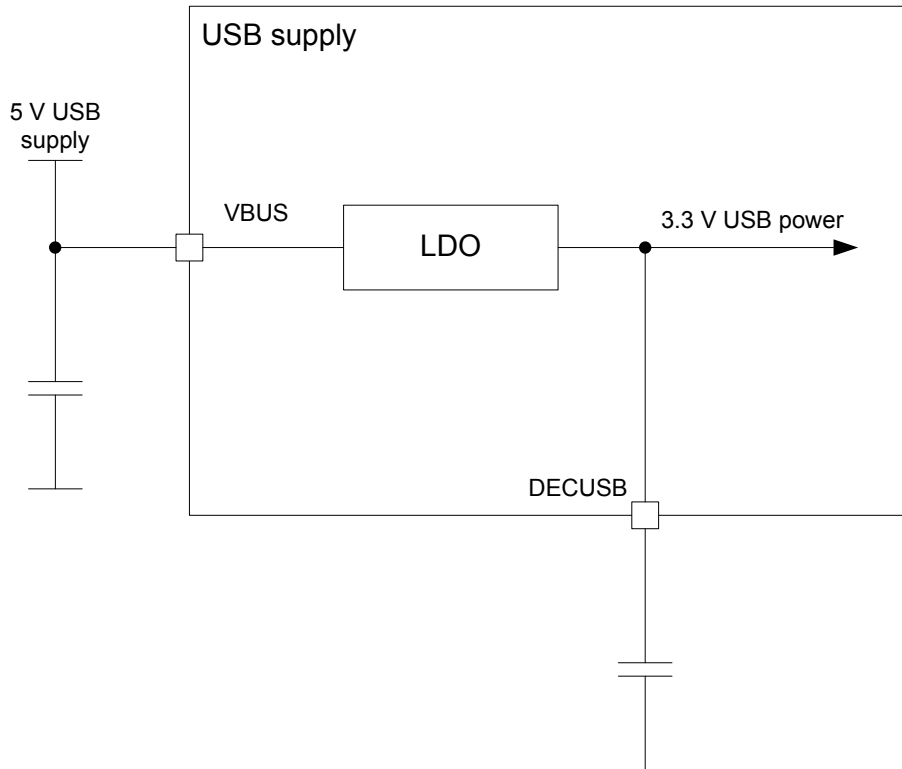 USB supply
5 V USB
supply
VBUS
LDO
3.3 V USB power
DECUSB